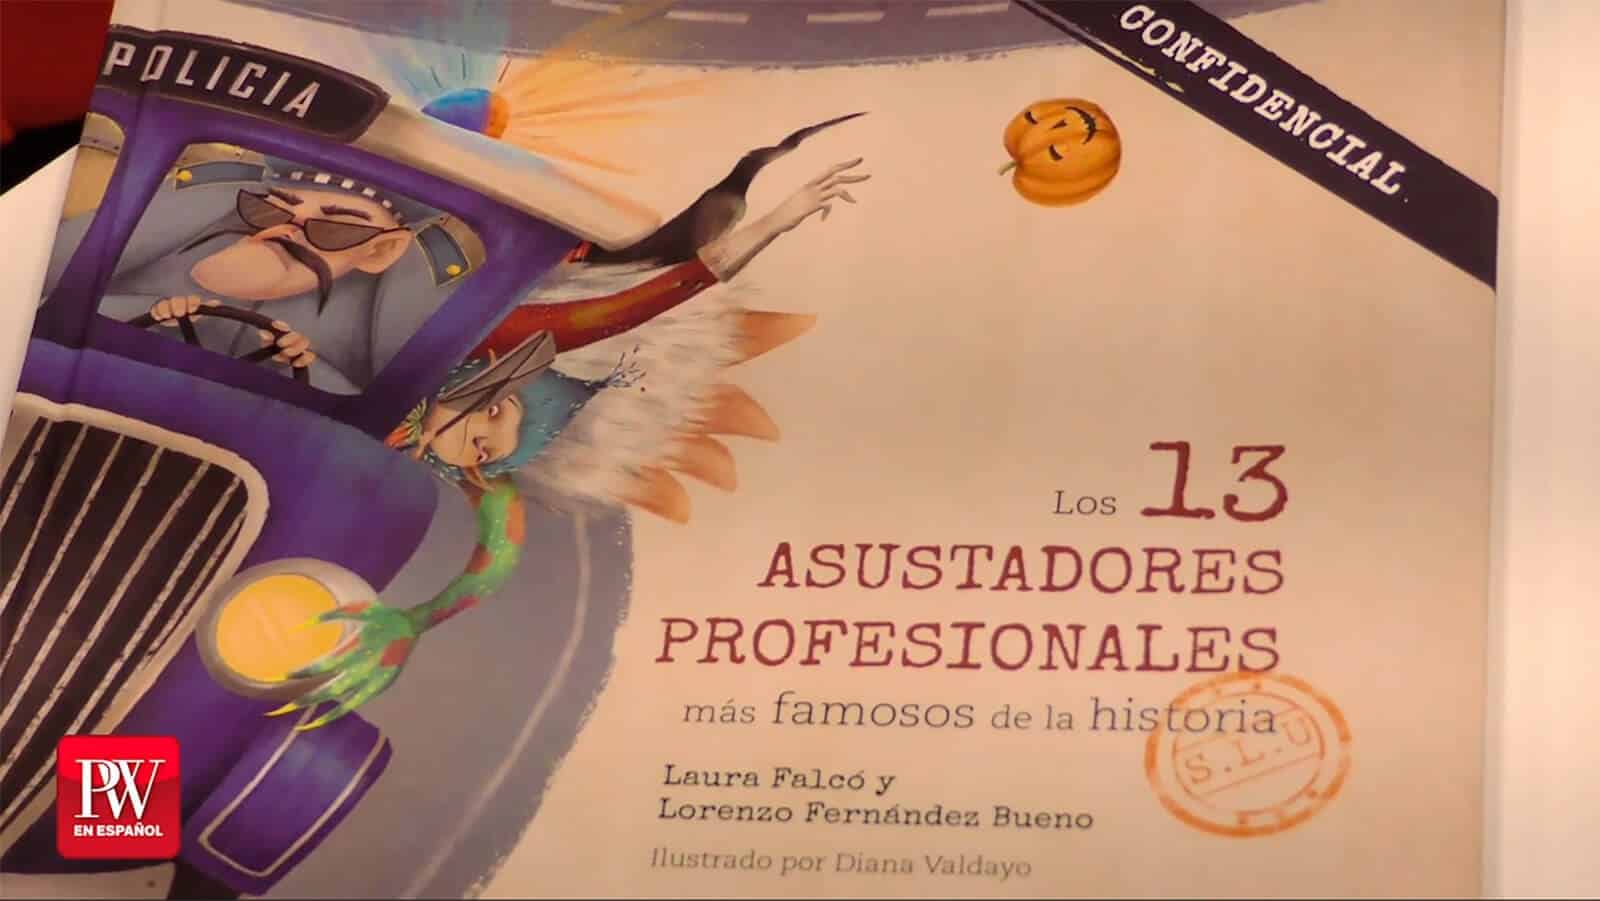 POLICIA
CONFIDENCIAL
Los 13
ASUSTADORES
PROFESIONALES
más famosos de la historia
S.L.U
Laura Falcó y
Lorenzo Fernández Bueno
Ilustrado por Diana Valdayo
PW
EN ESPAÑOL